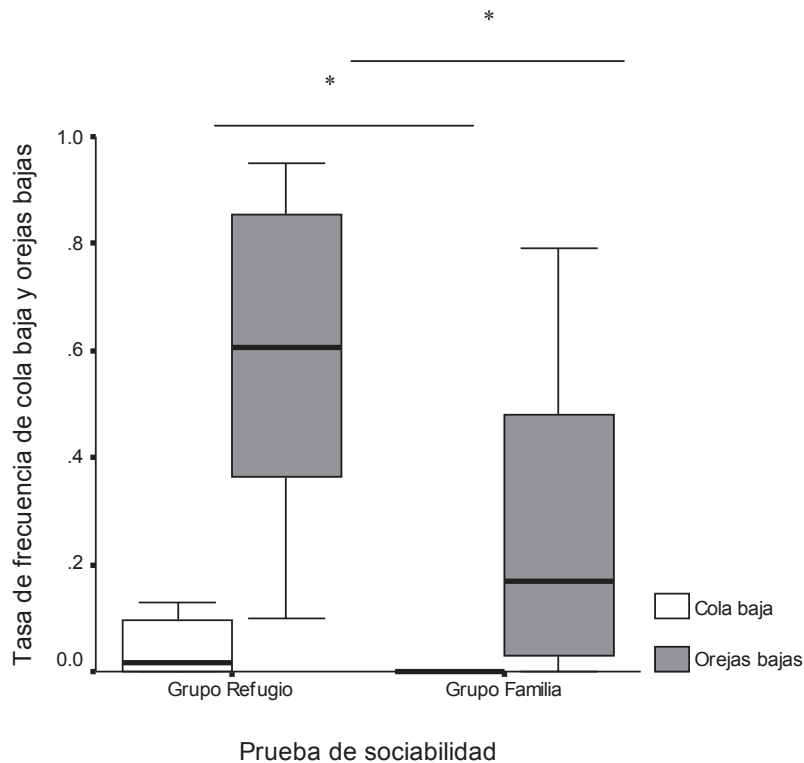 *
*
Tasa de frecuencia de cola baja y orejas bajas
1.0
.8
.6
.4
.2
0.0
Cola baja
Orejas bajas
Grupo Refugio
Grupo Familia
Prueba de sociabilidad